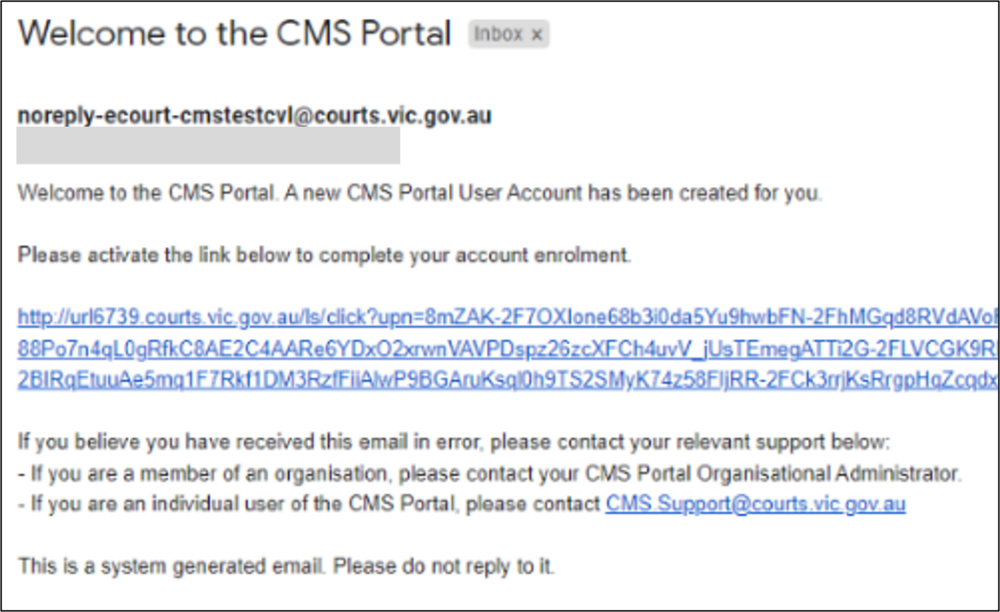 Welcome to the CMS Portal Inbox x
noreply-ecourt-cmstestcvl@courts.vic.gov.au
Welcome to the CMS Portal. A new CMS Portal User Account has been created for you.
Please activate the link below to complete your account enrolment.
http://url6739.courts.vic.gov.au/ls/click?upn=8mZAK-2F7OXIone68b3i0da5Yu9hwbFN-2FhMGqd8RVdAVo
88Po7n4qL0gRfkC8AE2C4AARe6YDxO2xrwnVAVPDspz26zcXFCh4uvV_jUsTEmegATTi2G-2FLVCGK9R
2BIRqEtuuAe5mq1F7Rkf1DM3RzfFiiAlwP9BGAruKsql0h9TS2SMyK74z58FljRR-2FCk3rrjKsRrgpHqZcqdx
If you believe you have received this email in error, please contact your relevant support below:
- If you are a member of an organisation, please contact your CMS Portal Organisational Administrator.
- If you are an individual user of the CMS Portal, please contact CMS.Support@courts.vic.gov.au
This is a system generated email. Please do not reply to it.